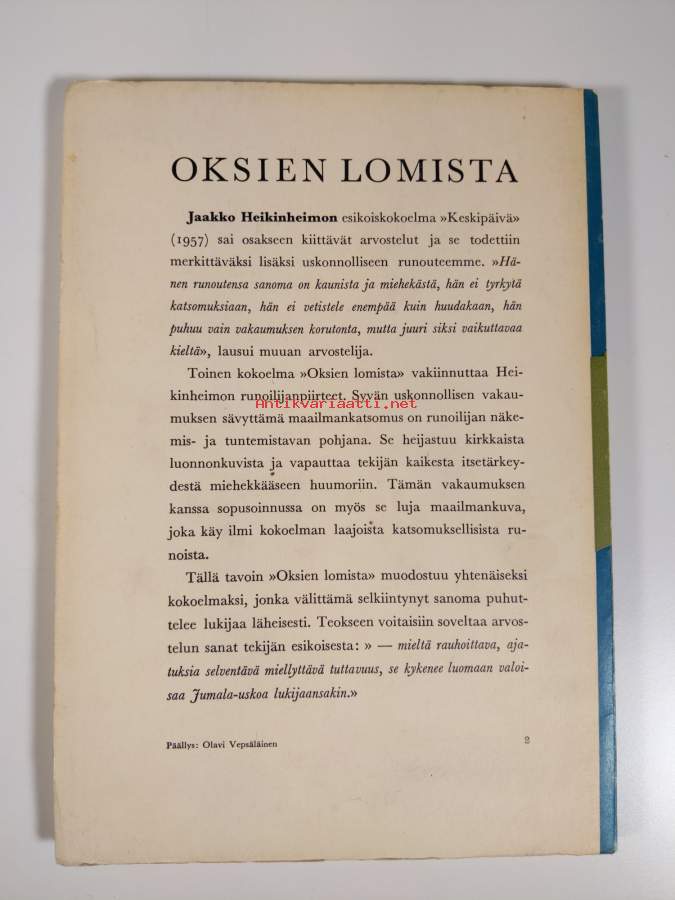 OKSIEN LOMISTA
Jaakko Heikinheimon esikoiskokoelma »Keskipäivä»
(1957) sai osakseen kiittävät arvostelut ja se todettiin
merkittäväksi lisäksi uskonnolliseen runouteemme. »Hä-
nen runoutensa sanoma on kaunista ja miehekästä, hän ei tyrkytä
katsomuksiaan, hän ei vetistele enempää kuin huudakaan, hän
puhuu vain vakaumuksen korutonta, mutta juuri siksi vaikuttavaa
kieltä», lausui muuan arvostelija.
Toinen kokoelma »Oksien lomista» vakiinnuttaa Hei-
kinheimon runoilijanpiirteet. Syvän uskonnollisen vakau-
Antikvariaatti.net
muksen sävyttämä maailmankatsomus on runoilijan näke-
mis- ja tuntemistavan pohjana. Se heijastuu kirkkaista
luonnonkuvista ja vapauttaa tekijän kaikesta itsetärkey-
destä miehekkääseen huumoriin. Tämän vakaumuksen
kanssa sopusoinnussa on myös se luja maailmankuva,
joka käy ilmi kokoelman laajoista katsomuksellisista ru-
noista.
Tällä tavoin »Oksien lomista» muodostuu yhtenäiseksi
kokoelmaksi, jonka välittämä selkiintynyt sanoma puhut-
telee lukijaa läheisesti. Teokseen voitaisiin soveltaa arvos-
telun sanat tekijän esikoisesta: » — mieltä rauhoittava, aja-
tuksia selventävä miellyttävä tuttavuus, se kykenee luomaan valoi-
saa Jumala-uskoa lukijaansakin.»
Päällys: Olavi Vepsäläinen 2